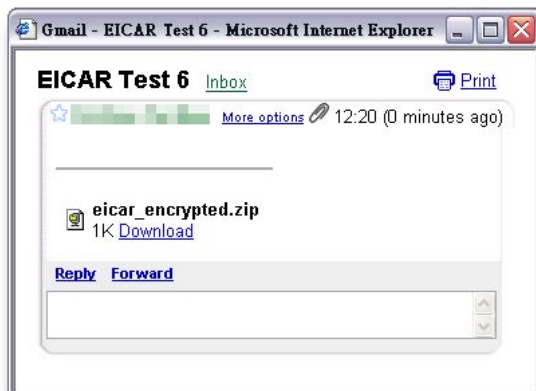 Gmail - EICAR Test 6 - Microsoft Internet Explorer
EICAR Test 6 Inbox Print
More options 12:20 (0 minutes ago)
eicar_encrypted.zip
1K Download
Reply Forward